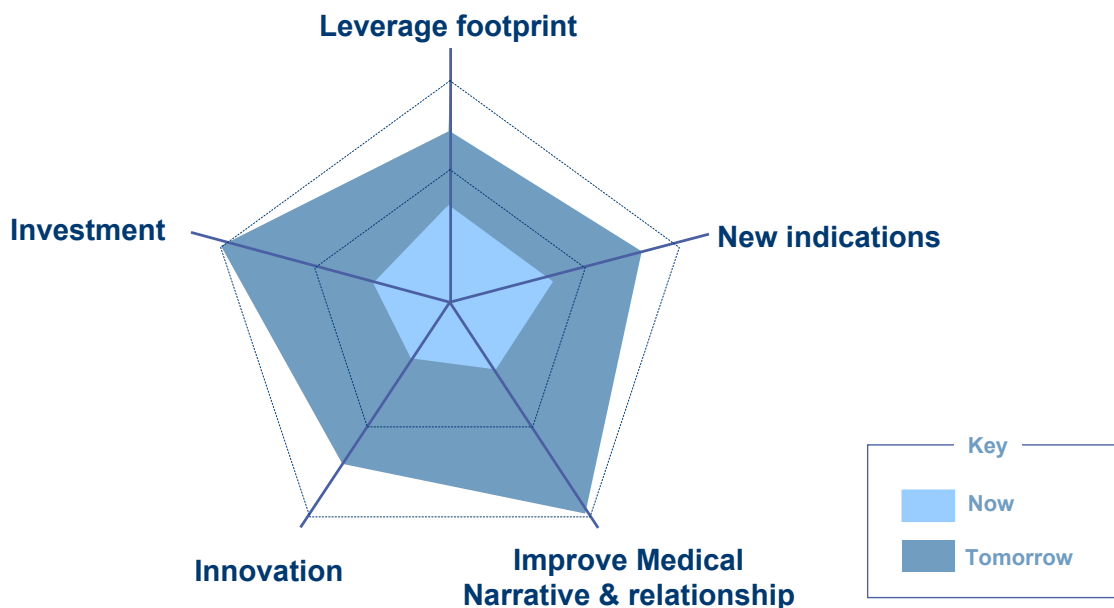 Leverage footprint
Investment
New indications
Innovation
Improve Medical
Narrative & relationship
Key
Now
Tomorrow